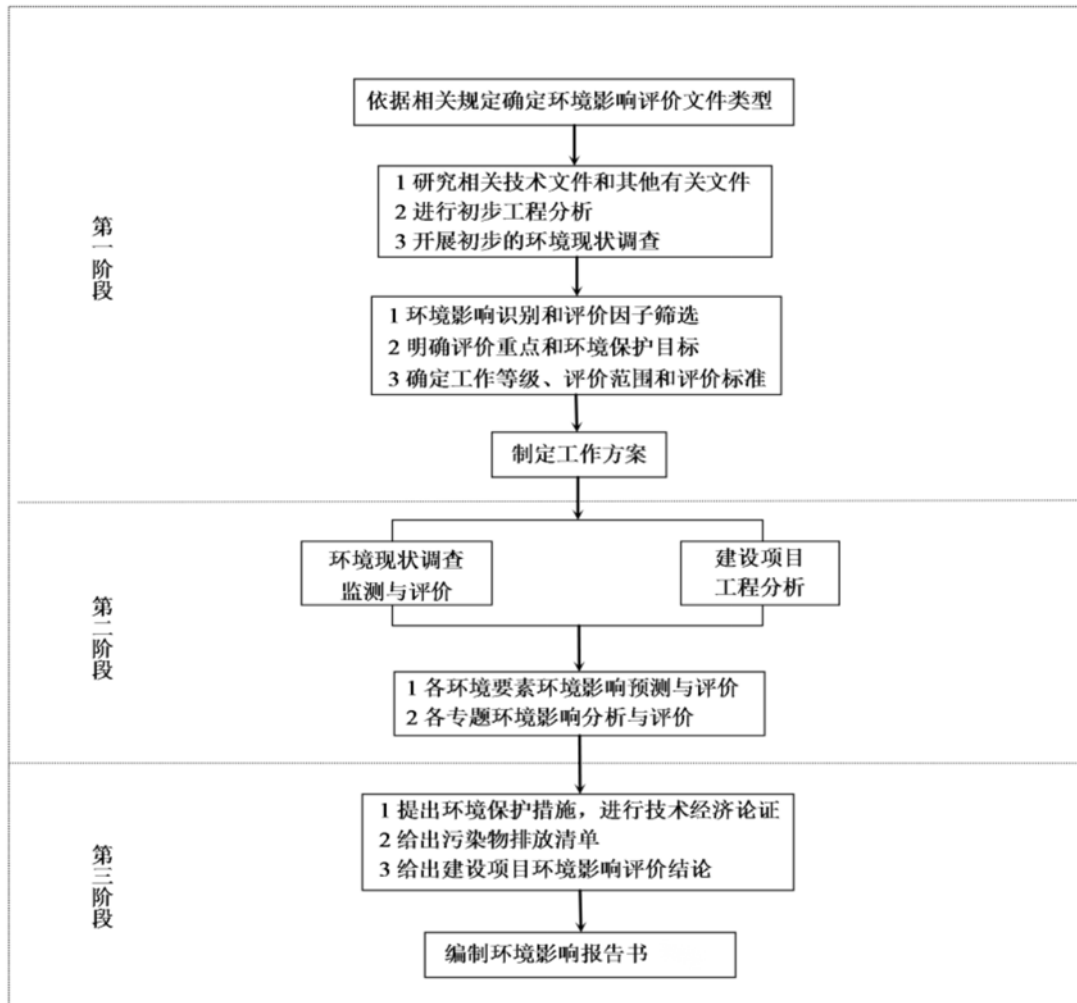 依据相关规定确定环境影响评价文件类型
1 研究相关技术文件和其他有关文件
2 进行初步工程分析
3 开展初步的环境现状调查
第一阶段
1 环境影响识别和评价因子筛选
2 明确评价重点和环境保护目标
3 确定工作等级、评价范围和评价标准
制定工作方案
环境现状调查
监测与评价
建设项目
工程分析
第二阶段
1 各环境要素环境影响预测与评价
2 各专题环境影响分析与评价
1 提出环境保护措施，进行技术经济论证
2 给出污染物排放清单
3 给出建设项目环境影响评价结论
第三阶段
编制环境影响报告书